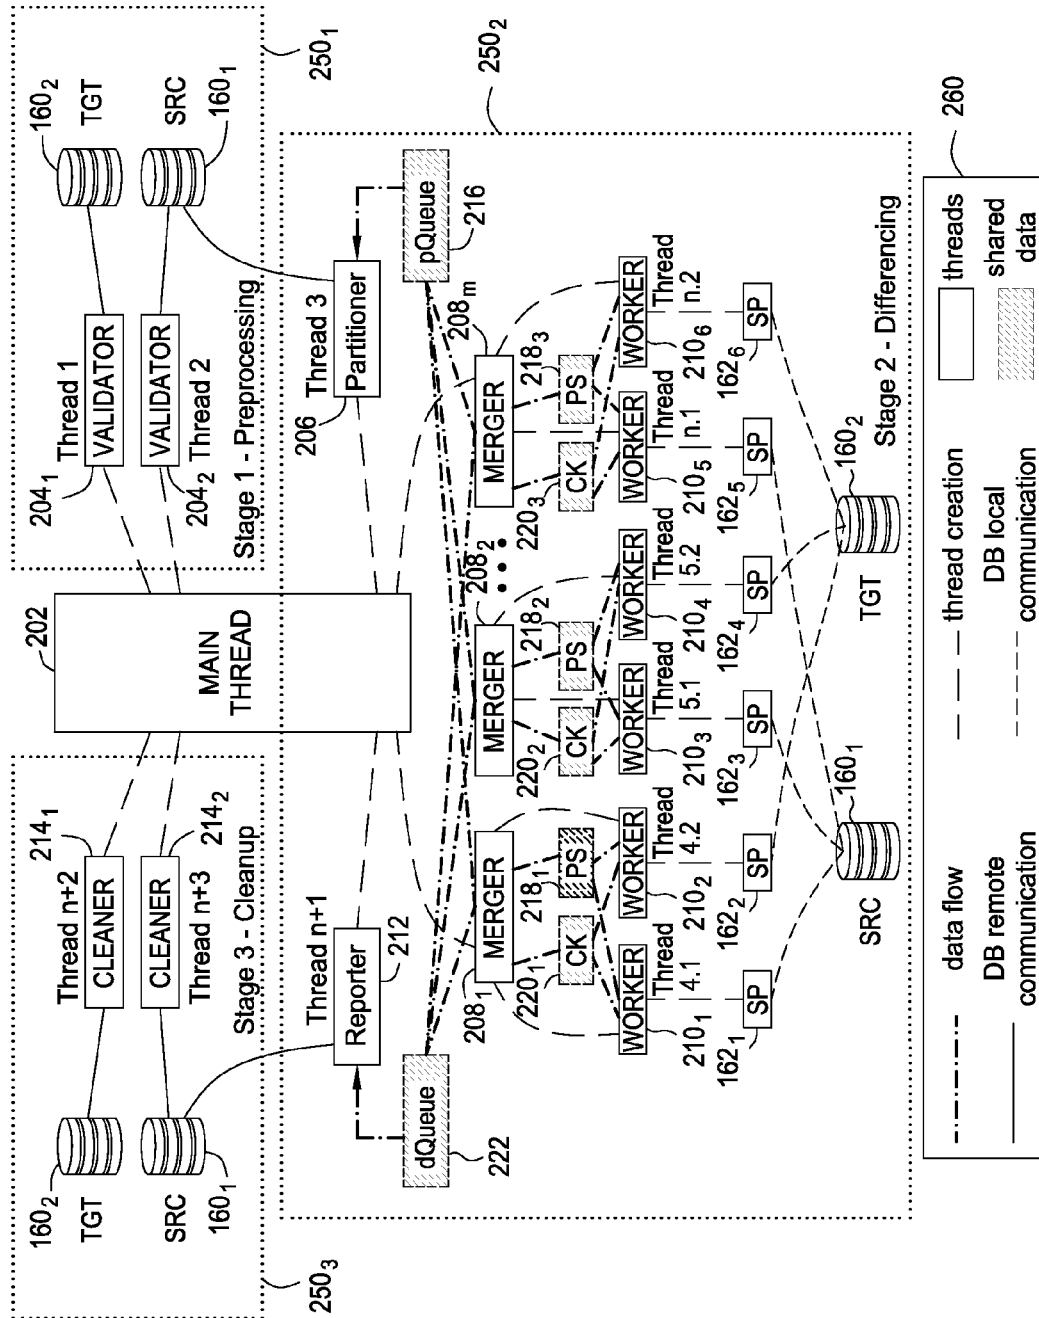 202
MAIN
THREAD
250₃
Stage 3 - Cleanup
160₂
TGT
Thread n+2
CLEANER
214₁
160₁
SRC
CLEANER
214₂
Thread n+3
250₁
Stage 1 - Preprocessing
204₁
Thread 1
VALIDATOR
160₂
TGT
204₂
VALIDATOR
Thread 2
SRC
160₁
250₂
Thread n+1
Reporter
212
Thread 3
Partitioner
206
dQueue
222
pQueue
216
208₁
MERGER
208₂
MERGER
208ₘ
MERGER
220₁
CK
218₁
PS
220₂
CK
218₂
PS
220₃
CK
218₃
PS
WORKER
210₁
Thread
4.1
WORKER
210₂
Thread
4.2
WORKER
210₃
Thread
5.1
WORKER
210₄
Thread
5.2
WORKER
210₅
Thread
n.1
WORKER
210₆
Thread
n.2
162₁
SP
162₂
SP
162₃
SP
162₄
SP
162₅
SP
162₆
SP
SRC
160₁
TGT
160₂
Stage 2 - Differencing
260
data flow
thread creation
threads
DB remote
communication
DB local
communication
shared
data